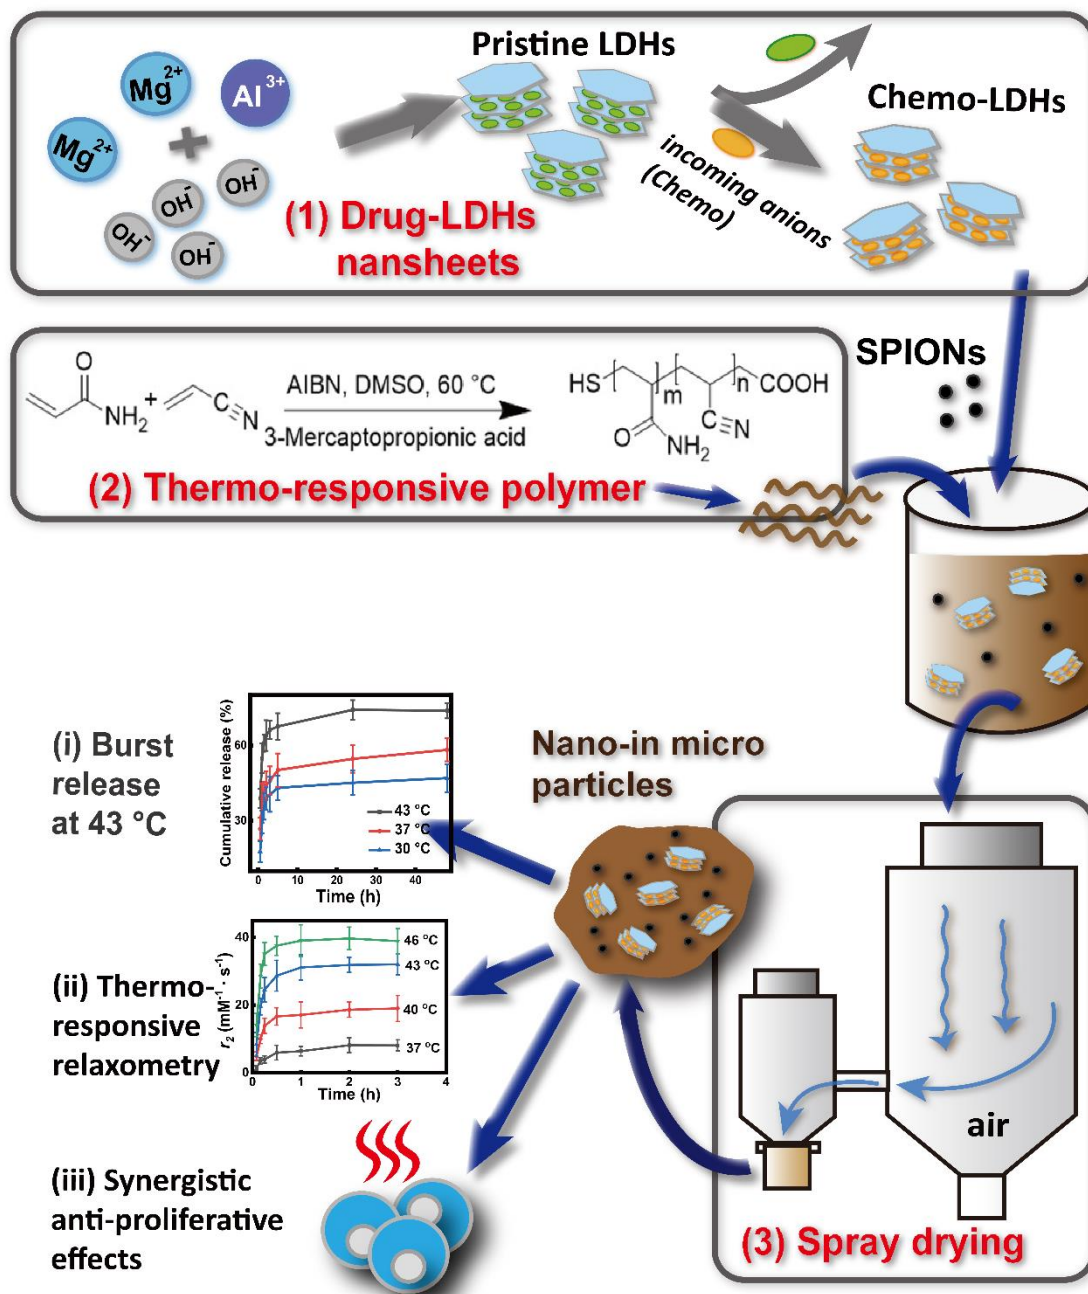 Pristine LDHs
Mg2+
Al3+
Mg2+
OH-
OH-
OH-
OH-
Chemo-LDHs
incoming anions
(Chemo)
(1) Drug-LDHs
nansheets
SPIONs
O
NH2
+
C≡N
AIBN, DMSO, 60 °C
3-Mercaptopropionic acid
HS
m
n
COOH
O
NH2
C≡N
(2) Thermo-responsive polymer
(i) Burst
release
at 43 °C
Cumulative release (%)
60
30
43 °C
37 °C
30 °C
0 10 20 30 40
Time (h)
Nano-in micro
particles
(ii) Thermo-
responsive
relaxometry
r2 (mM-1 · s-1)
40
20
0
46 °C
43 °C
40 °C
37 °C
1 2 3 4
Time (h)
air
(iii) Synergistic
anti-proliferative
effects
(3) Spray drying